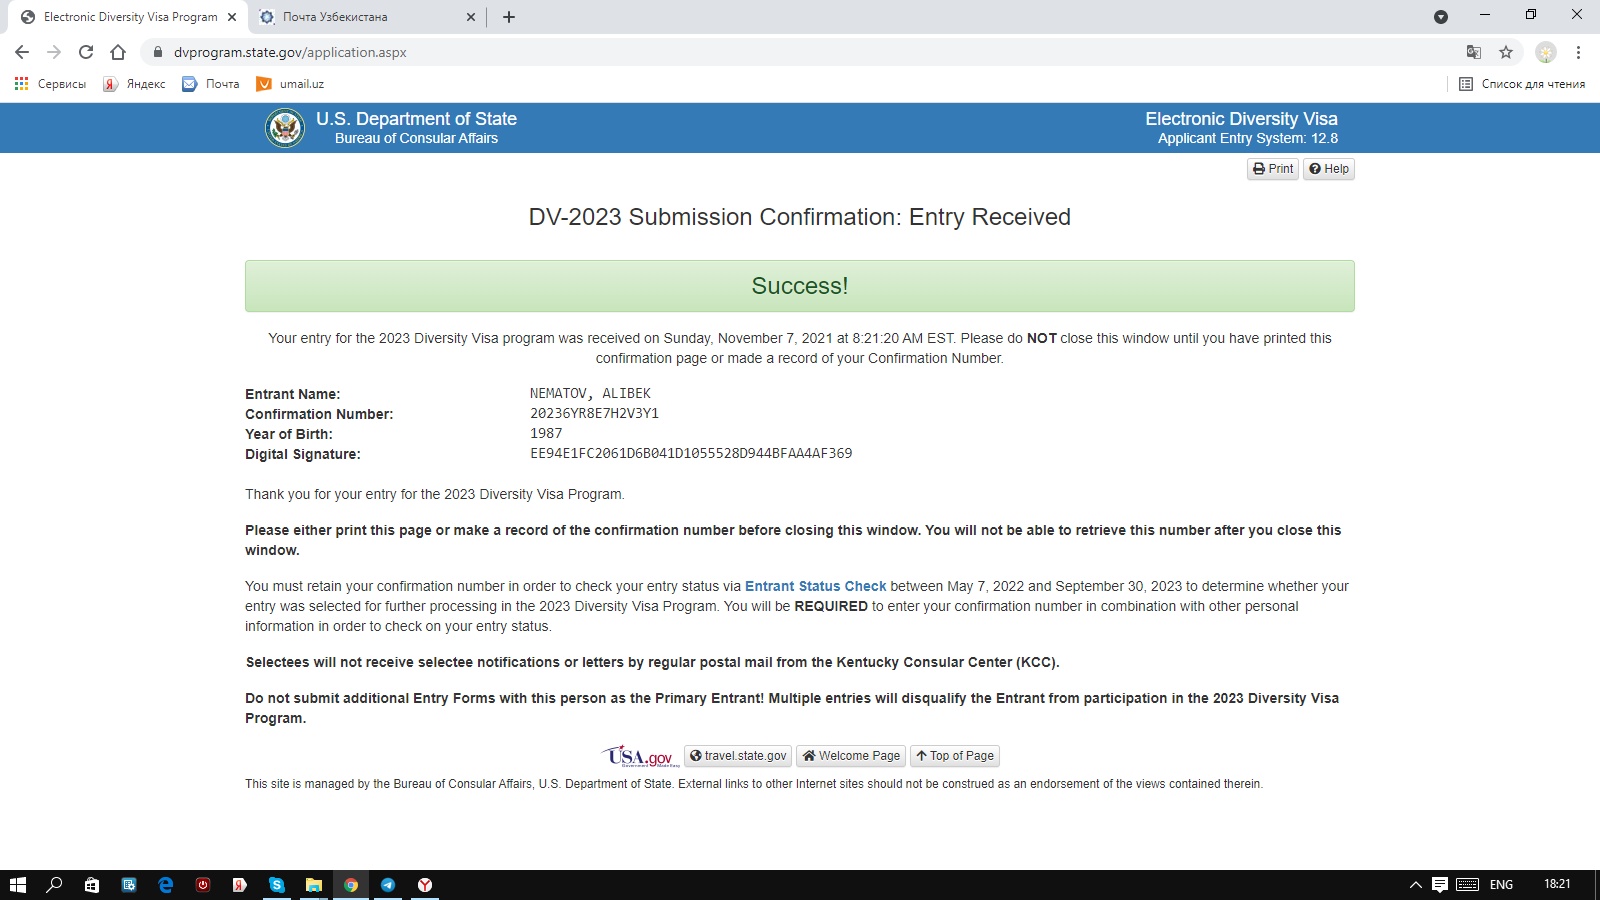 Electronic Diversity Visa Program
Почта Узбекистана
dvprogram.state.gov/application.aspx
Сервисы
Яндекс
Почта
umail.uz
Список для чтения
U.S. Department of State
Bureau of Consular Affairs
Electronic Diversity Visa
Applicant Entry System: 12.8
Print
Help
DV-2023 Submission Confirmation: Entry Received
Success!
Your entry for the 2023 Diversity Visa program was received on Sunday, November 7, 2021 at 8:21:20 AM EST. Please do NOT close this window until you have printed this
confirmation page or made a record of your Confirmation Number.
Entrant Name: NEMATOV, ALIBEK
Confirmation Number: 20236YR8E7H2V3Y1
Year of Birth: 1987
Digital Signature: EE94E1FC2061D6B041D1055528D944BFAA4AF369
Thank you for your entry for the 2023 Diversity Visa Program.
Please either print this page or make a record of the confirmation number before closing this window. You will not be able to retrieve this number after you close this
window.
You must retain your confirmation number in order to check your entry status via Entrant Status Check between May 7, 2022 and September 30, 2023 to determine whether your
entry was selected for further processing in the 2023 Diversity Visa Program. You will be REQUIRED to enter your confirmation number in combination with other personal
information in order to check on your entry status.
Selectees will not receive selectee notifications or letters by regular postal mail from the Kentucky Consular Center (KCC).
Do not submit additional Entry Forms with this person as the Primary Entrant! Multiple entries will disqualify the Entrant from participation in the 2023 Diversity Visa
Program.
USA.gov
travel.state.gov
Welcome Page
Top of Page
This site is managed by the Bureau of Consular Affairs, U.S. Department of State. External links to other Internet sites should not be construed as an endorsement of the views contained therein.
ENG
18:21